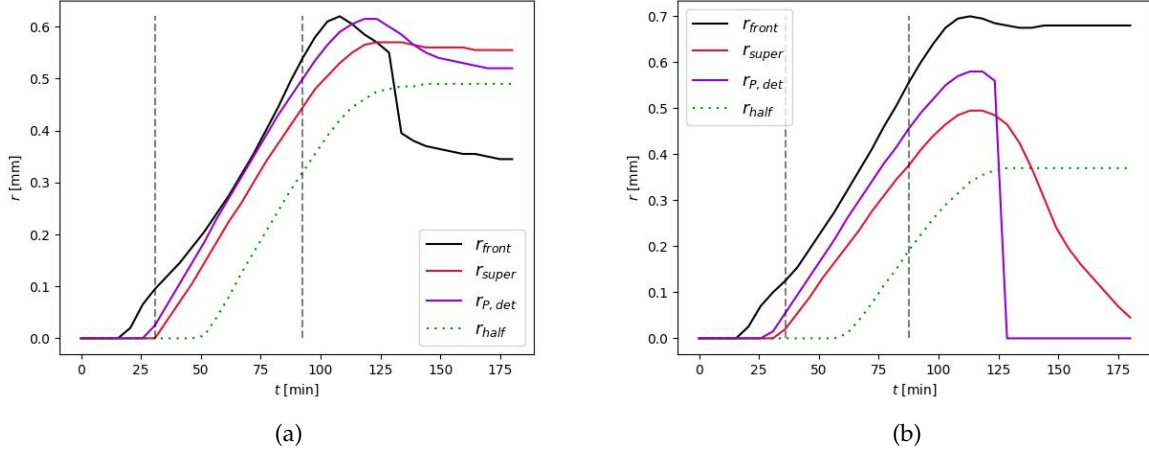 0.6
0.5
0.4
0.3
0.2
0.1
0.0
r [mm]
0 25 50 75 100 125 150 175
t [min]
r_front
r_super
r_P, det
r_half
(a)
0.7
0.6
0.5
0.4
0.3
0.2
0.1
0.0
r [mm]
0 25 50 75 100 125 150 175
t [min]
r_front
r_super
r_P, det
r_half
(b)